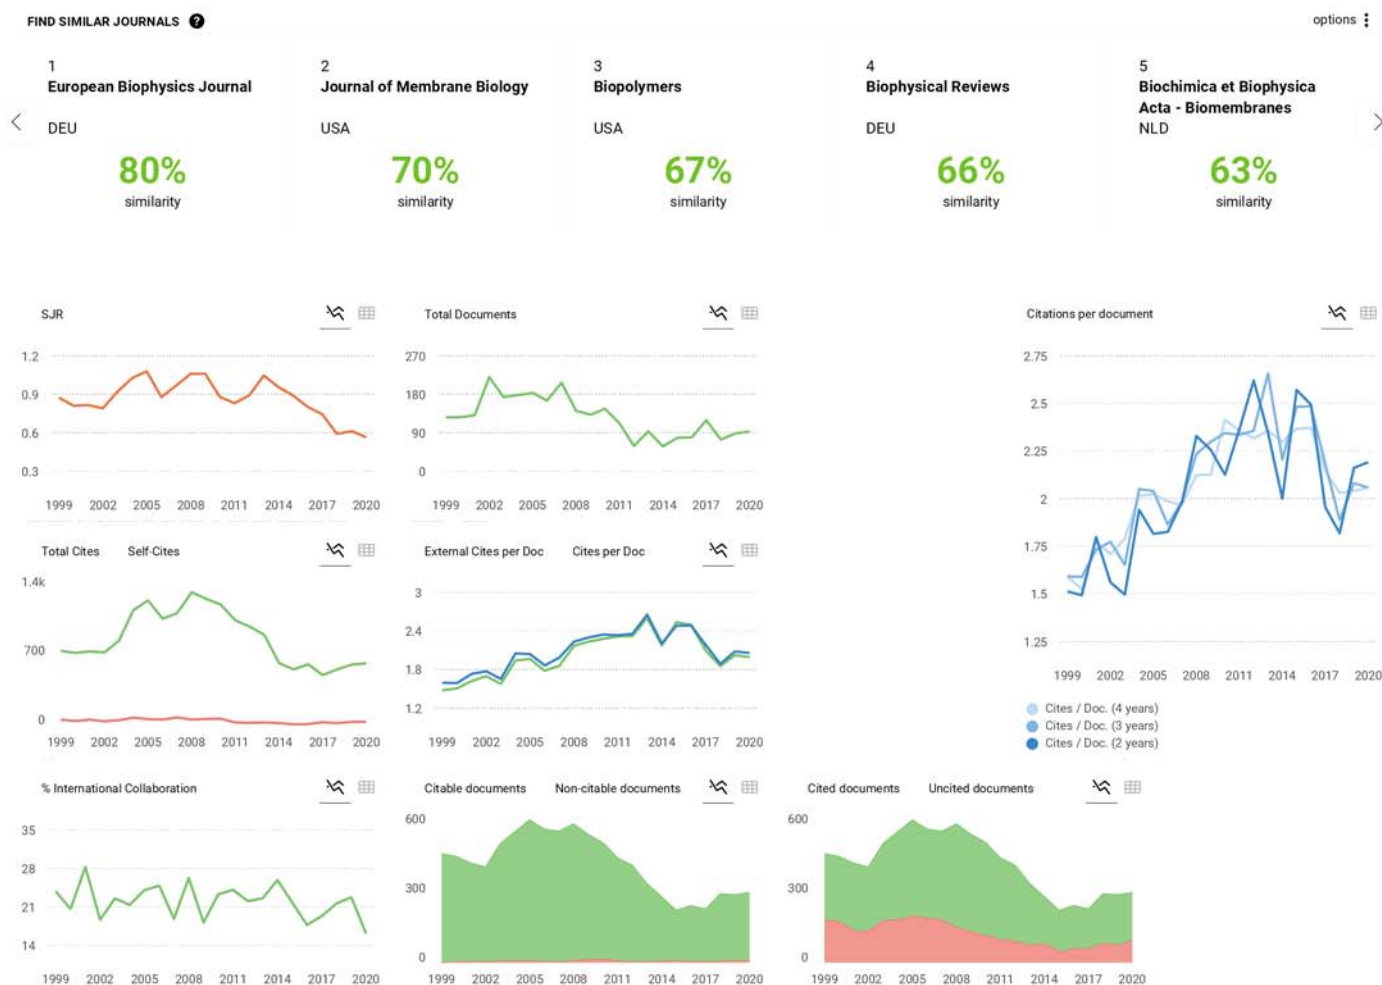 FIND SIMILAR JOURNALS ?
options
1
European Biophysics Journal
DEU
80%
similarity
2
Journal of Membrane Biology
USA
70%
similarity
3
Biopolymers
USA
67%
similarity
4
Biophysical Reviews
DEU
66%
similarity
5
Biochimica et Biophysica
Acta - Biomembranes
NLD
63%
similarity
SJR
1.2
0.9
0.6
0.3
1999 2002 2005 2008 2011 2014 2017 2020
Total Documents
270
180
90
0
1999 2002 2005 2008 2011 2014 2017 2020
Citations per document
2.75
2.5
2.25
2
1.75
1.5
1.25
1999 2002 2005 2008 2011 2014 2017 2020
Cites / Doc. (4 years)
Cites / Doc. (3 years)
Cites / Doc. (2 years)
Total Cites Self-Cites
1.4k
700
0
1999 2002 2005 2008 2011 2014 2017 2020
External Cites per Doc Cites per Doc
3
2.4
1.8
1.2
1999 2002 2005 2008 2011 2014 2017 2020
% International Collaboration
35
28
21
14
1999 2002 2005 2008 2011 2014 2017 2020
Citable documents Non-citable documents
600
300
0
1999 2002 2005 2008 2011 2014 2017 2020
Cited documents Uncited documents
600
300
0
1999 2002 2005 2008 2011 2014 2017 2020